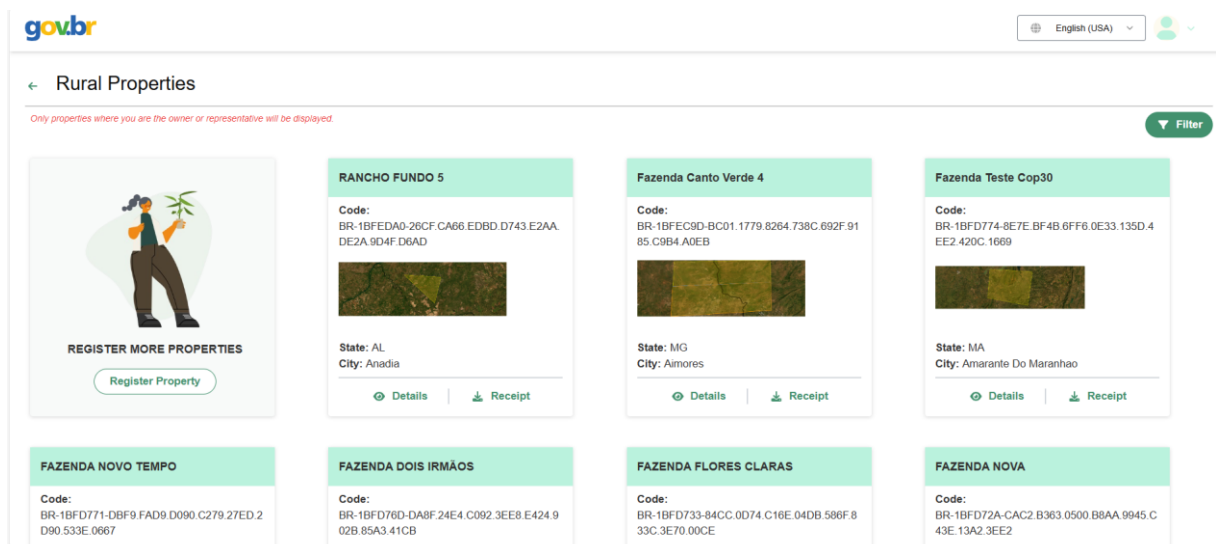 gov.br
English (USA)
Rural Properties
Only properties where you are the owner or representative will be displayed.
Filter
REGISTER MORE PROPERTIES
Register Property
RANCHO FUNDO 5
Code:
BR-1BFEDA0-26CF.CA66.EDBD.D743.E2AA.
DE2A.9D4F.D6AD
State: AL
City: Anadia
Details
Receipt
Fazenda Canto Verde 4
Code:
BR-1BFEC9D-BC01.1779.8264.738C.692F.91
85.C9B4.A0EB
State: MG
City: Aimores
Details
Receipt
Fazenda Teste Cop30
Code:
BR-1BFD774-8E7E.BF4B.6FF6.0E33.135D.4
EE2.420C.1669
State: MA
City: Amarante Do Maranhao
Details
Receipt
FAZENDA NOVO TEMPO
Code:
BR-1BFD771-DBF9.FAD9.D090.C279.27ED.2
D90.533E.0667
FAZENDA DOIS IRMÃOS
Code:
BR-1BFD76D-DA8F.24E4.C092.3EE8.E424.9
02B.85A3.41CB
FAZENDA FLORES CLARAS
Code:
BR-1BFD733-84CC.0D74.C16E.04DB.586F.8
33C.3E70.00CE
FAZENDA NOVA
Code:
BR-1BFD72A-CAC2.B363.0500.B8AA.9945.C
43E.13A2.3EE2